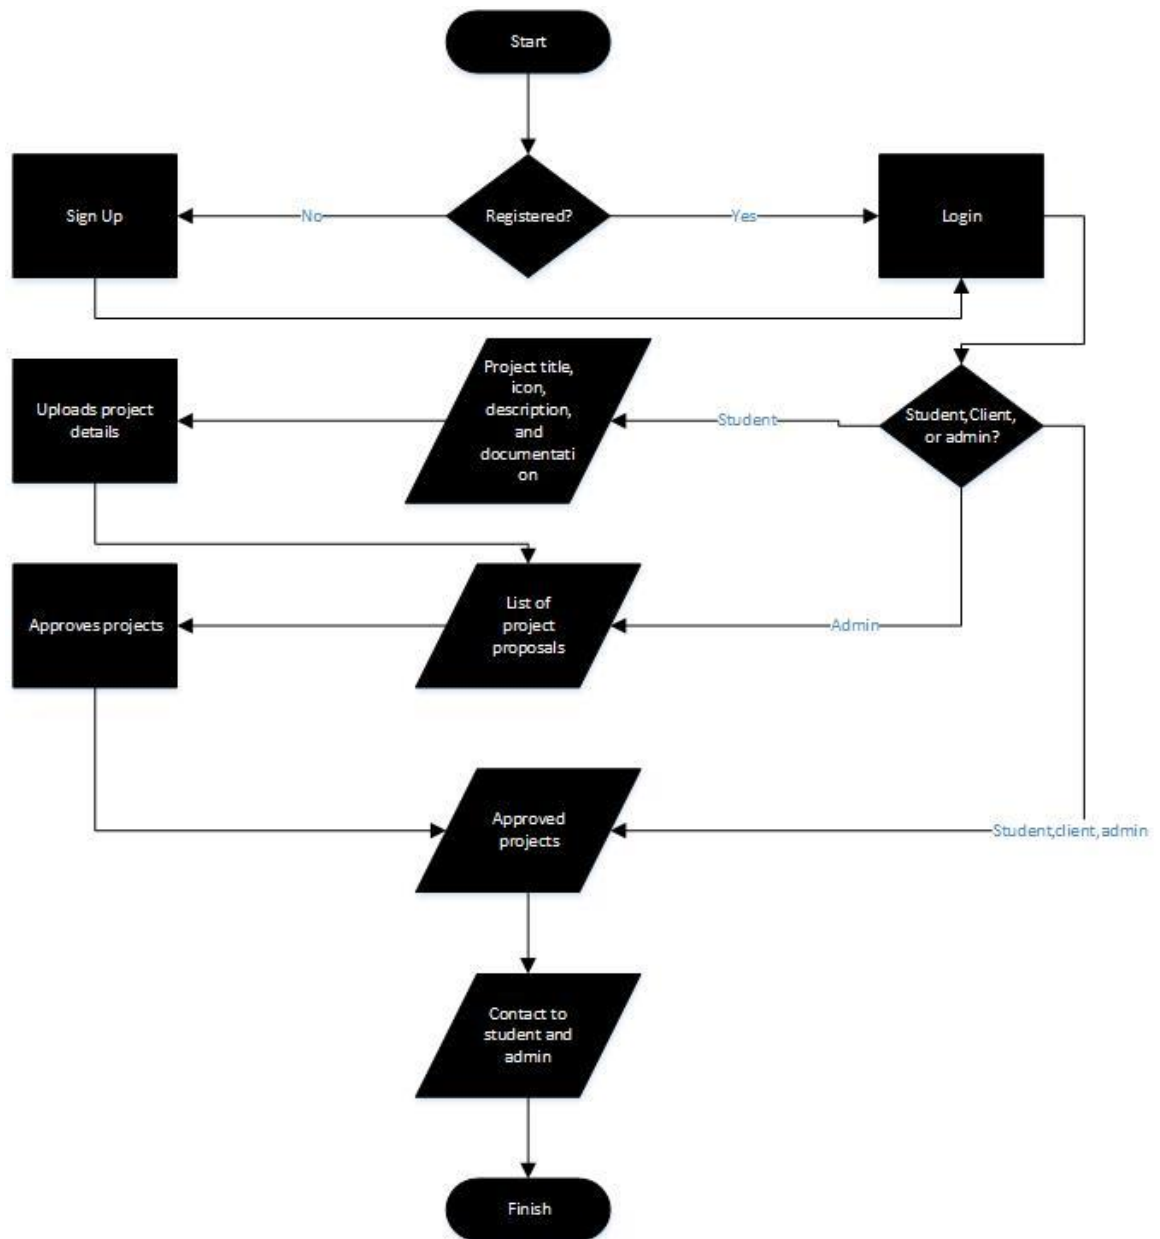 Start
Sign Up
No
Registered?
Yes
Login
Uploads project
details
Project title,
icon,
description,
and
documentati
on
Student
Student,Client,
or admin?
Approves projects
List of
project
proposals
Admin
Approved
projects
Student,client,admin
Contact to
student and
admin
Finish